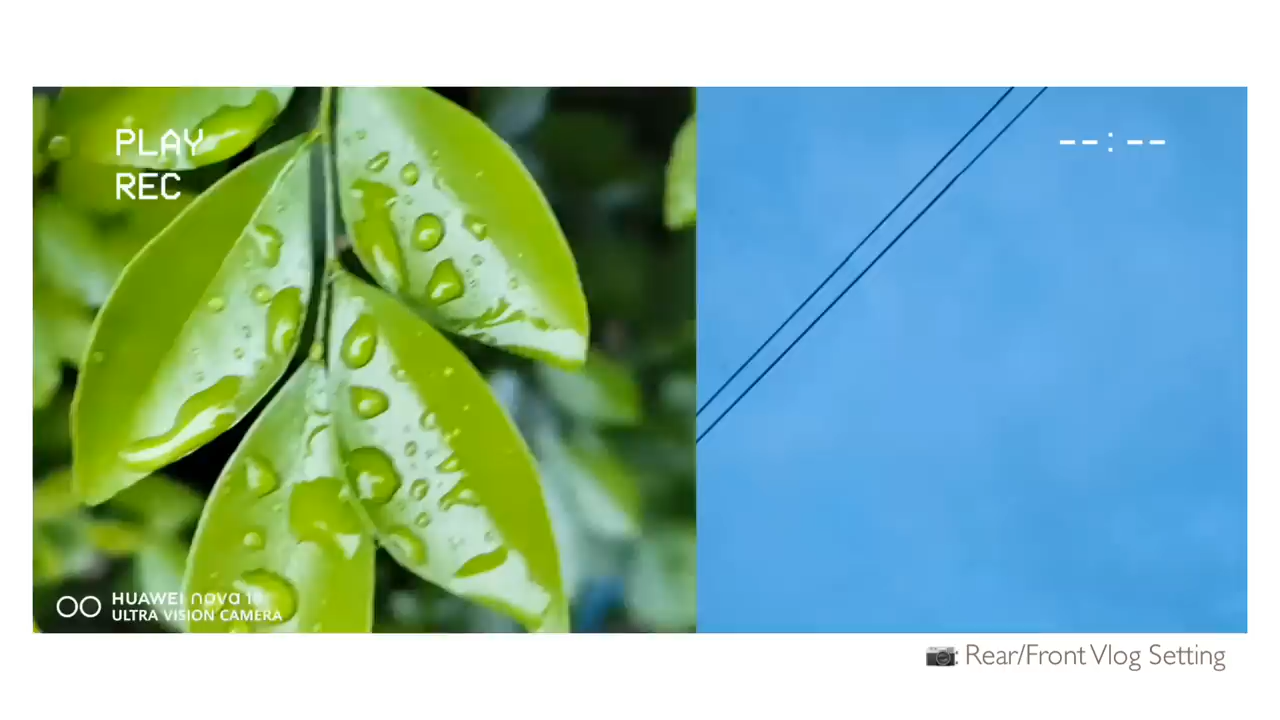 PLAY
REC
--:--
HUAWEI nova
ULTRA VISION CAMERA
📷: Rear/Front Vlog Setting